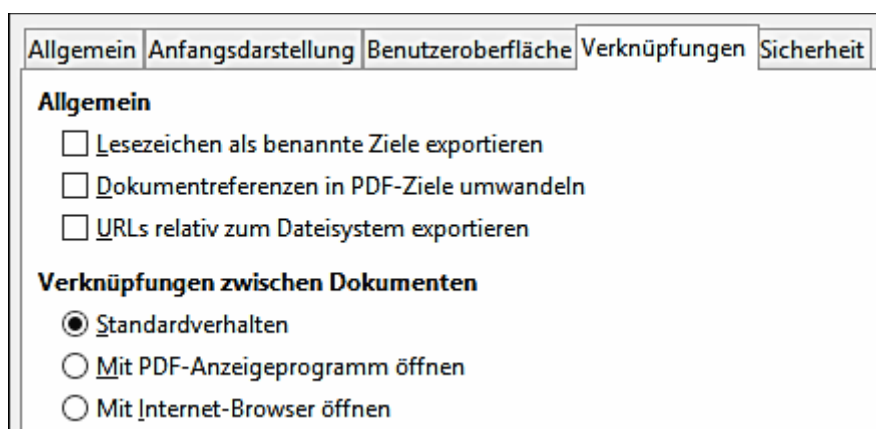 Allgemein Anfangsdarstellung Benutzeroberfläche Verknüpfungen Sicherheit
Allgemein
Lesezeichen als benannte Ziele exportieren
Dokumentreferenzen in PDF-Ziele umwandeln
URLs relativ zum Dateisystem exportieren
Verknüpfungen zwischen Dokumenten
Standardverhalten
Mit PDF-Anzeigeprogramm öffnen
Mit Internet-Browser öffnen